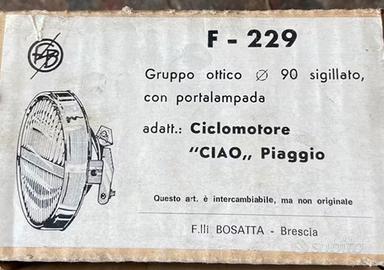 F - 229
Gruppo ottico Ø 90 sigillato,
con portalampada
adatt.: Ciclomotore
"CIAO,, Piaggio
Questo art. è intercambiabile, ma non originale
F.lli BOSATTA - Brescia